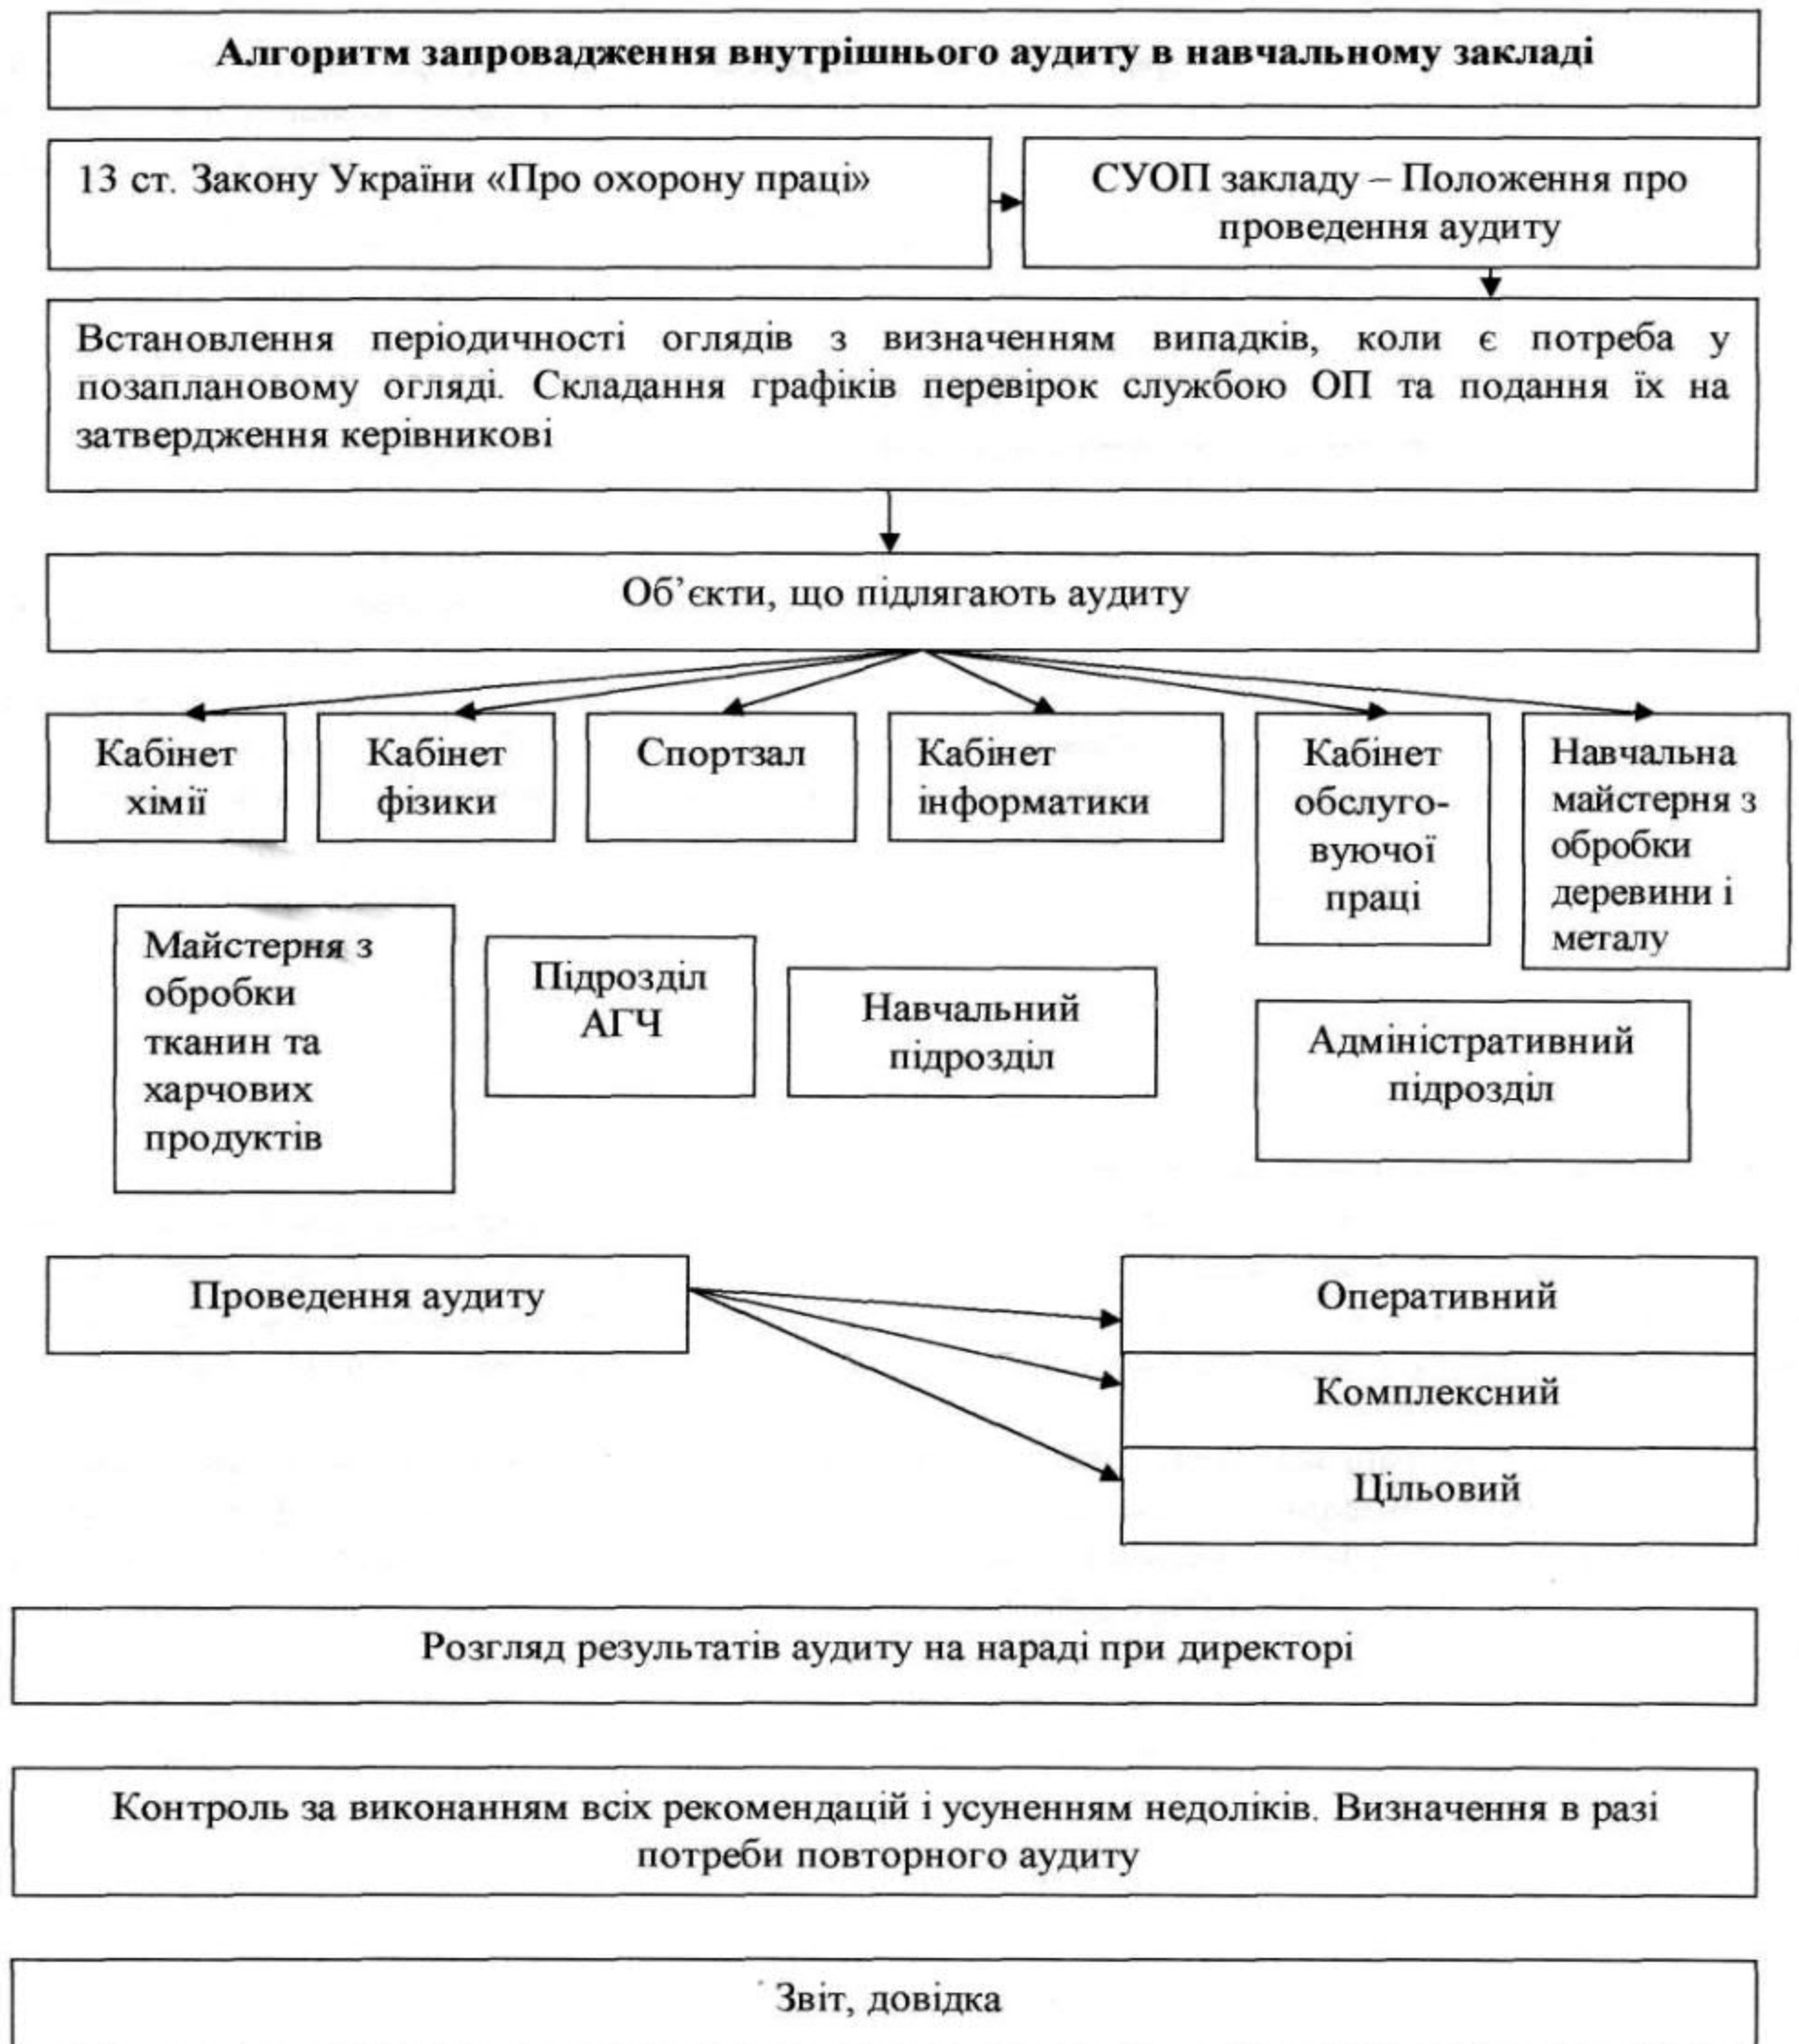 Алгоритм запровадження внутрішнього аудиту в навчальному закладі
13 ст. Закону України «Про охорону праці»
СУОП закладу – Положення про
проведення аудиту
Встановлення періодичності оглядів з визначенням випадків, коли є потреба у
позаплановому огляді. Складання графіків перевірок службою ОП та подання їх на
затвердження керівникові
Об’єкти, що підлягають аудиту
Кабінет
хімії
Кабінет
фізики
Спортзал
Кабінет
інформатики
Кабінет
обслуго-
вуючої
праці
Навчальна
майстерня з
обробки
деревини і
металу
Майстерня з
обробки
тканин та
харчових
продуктів
Підрозділ
АГЧ
Навчальний
підрозділ
Адміністративний
підрозділ
Проведення аудиту
Оперативний
Комплексний
Цільовий
Розгляд результатів аудиту на нараді при директорі
Контроль за виконанням всіх рекомендацій і усуненням недоліків. Визначення в разі
потреби повторного аудиту
Звіт, довідка